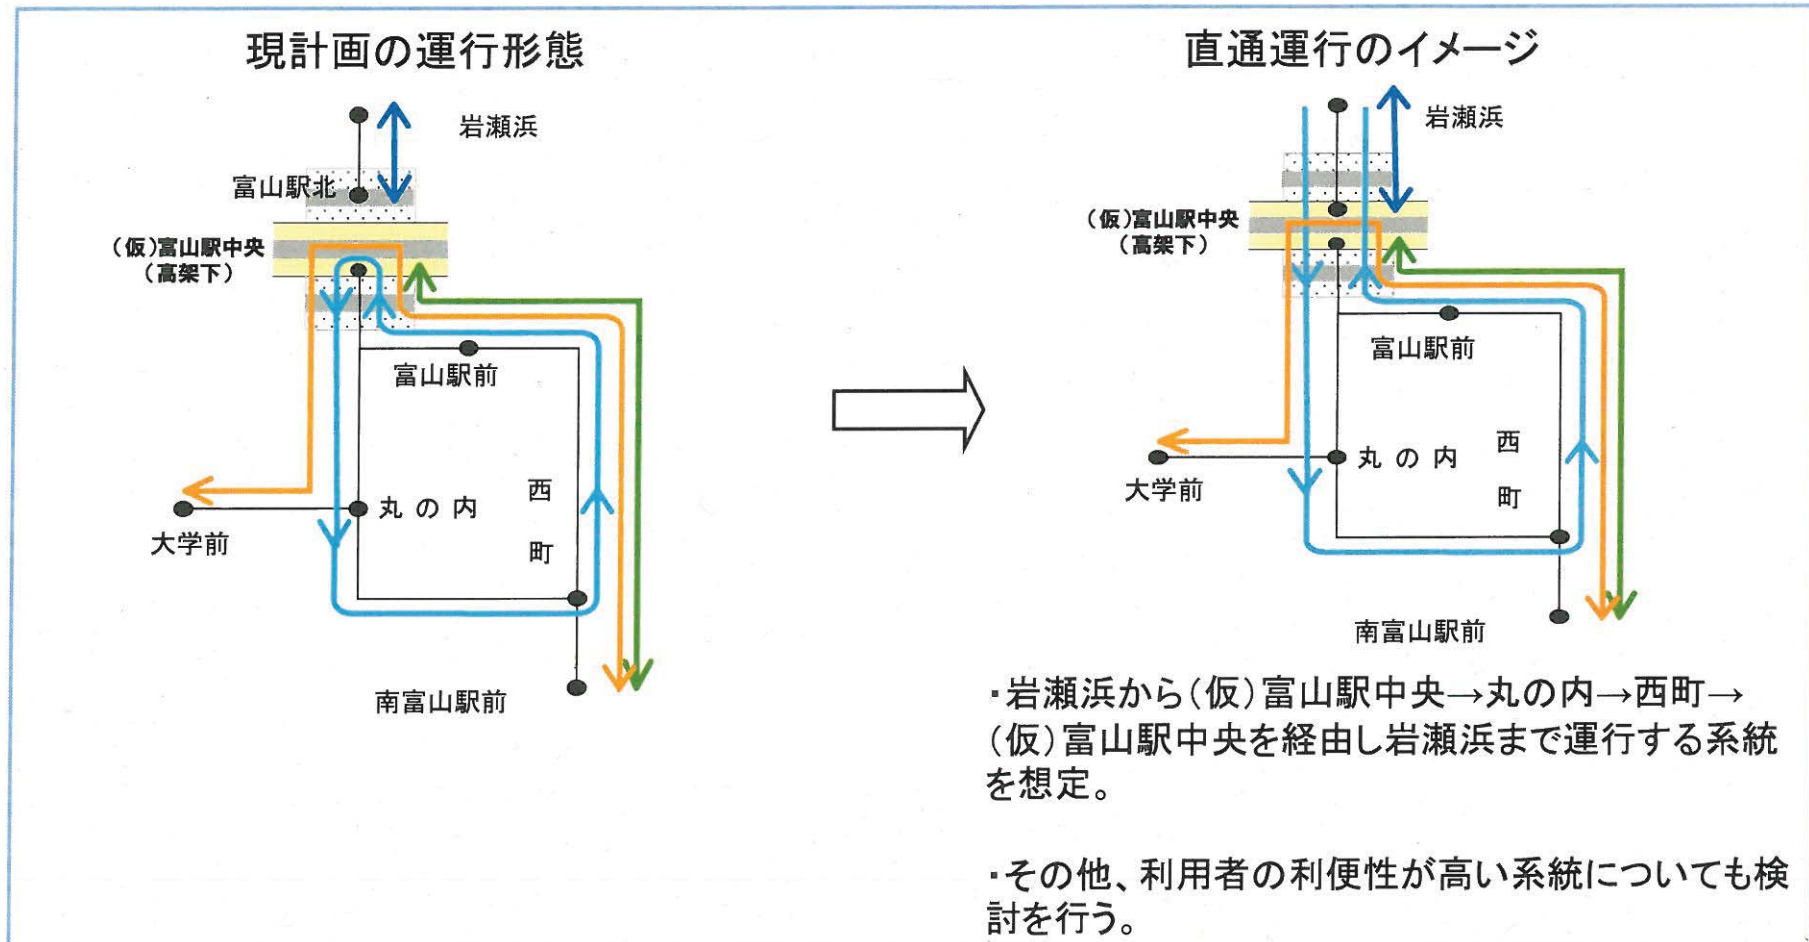 現計画の運行形態
岩瀬浜
富山駅北
(仮)富山駅中央
(高架下)
富山駅前
丸の内
西
町
大学前
南富山駅前
直通運行のイメージ
岩瀬浜
(仮)富山駅中央
(高架下)
富山駅前
丸の内
西
町
大学前
南富山駅前
・岩瀬浜から(仮)富山駅中央→丸の内→西町→
(仮)富山駅中央を経由し岩瀬浜まで運行する系統
を想定。
・その他、利用者の利便性が高い系統についても検
討を行う。